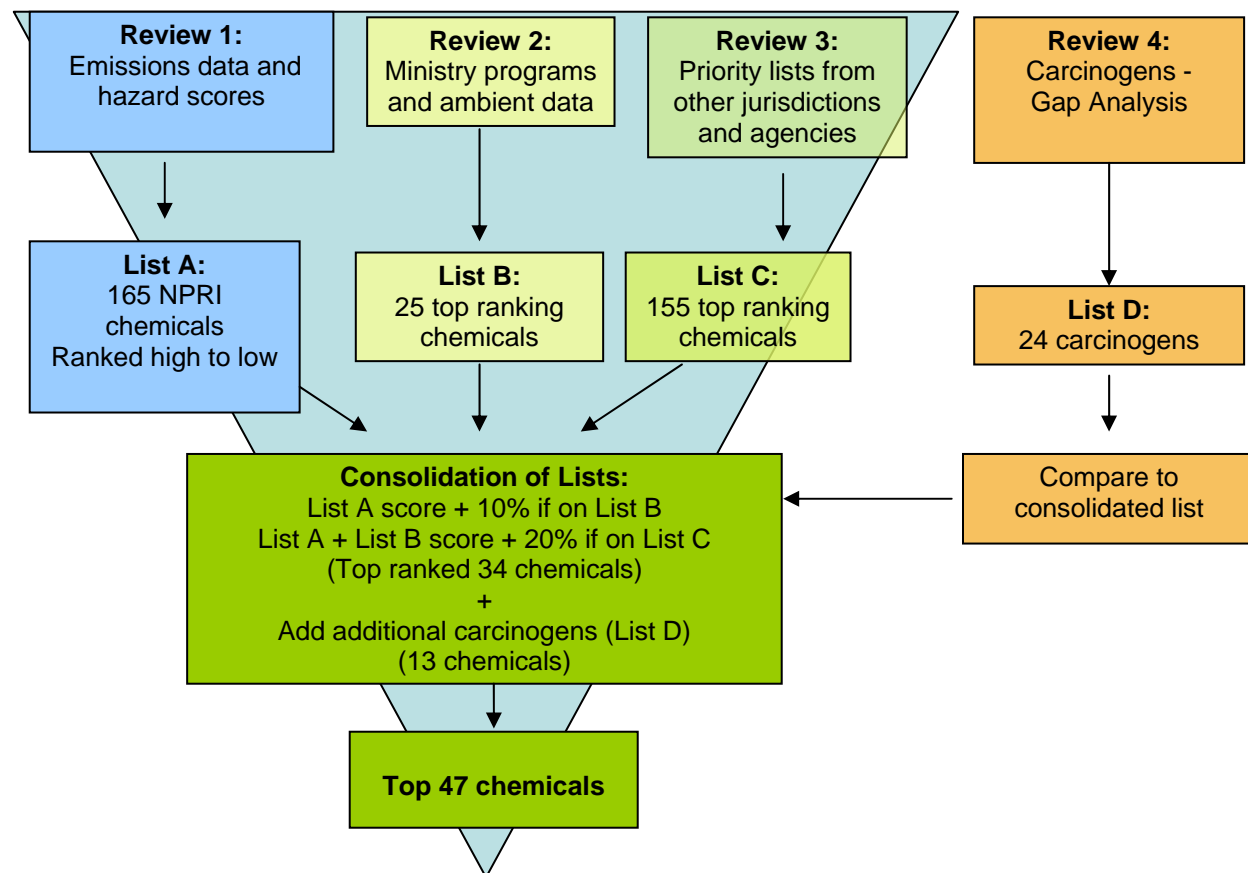 Review 1:
Emissions data and
hazard scores
Review 2:
Ministry programs
and ambient data
Review 3:
Priority lists from
other jurisdictions
and agencies
Review 4:
Carcinogens -
Gap Analysis
List A:
165 NPRI
chemicals
Ranked high to low
List B:
25 top ranking
chemicals
List C:
155 top ranking
chemicals
List D:
24 carcinogens
Consolidation of Lists:
List A score + 10% if on List B
List A + List B score + 20% if on List C
(Top ranked 34 chemicals)
+
Add additional carcinogens (List D)
(13 chemicals)
Compare to
consolidated list
Top 47 chemicals